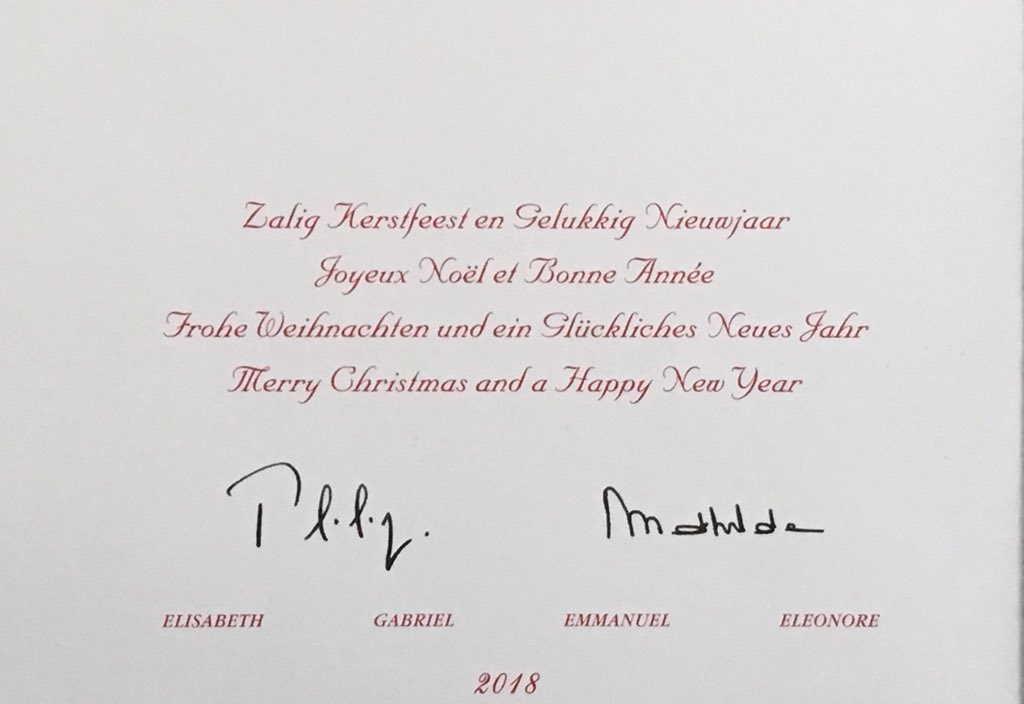 Zalig Kerstfeest en Gelukkig Nieuwjaar
Joyeux Noël et Bonne Année
Frohe Weihnachten und ein Glückliches Neues Jahr
Merry Christmas and a Happy New Year
Mathilde
ELISABETH GABRIEL EMMANUEL ELEONORE
2018